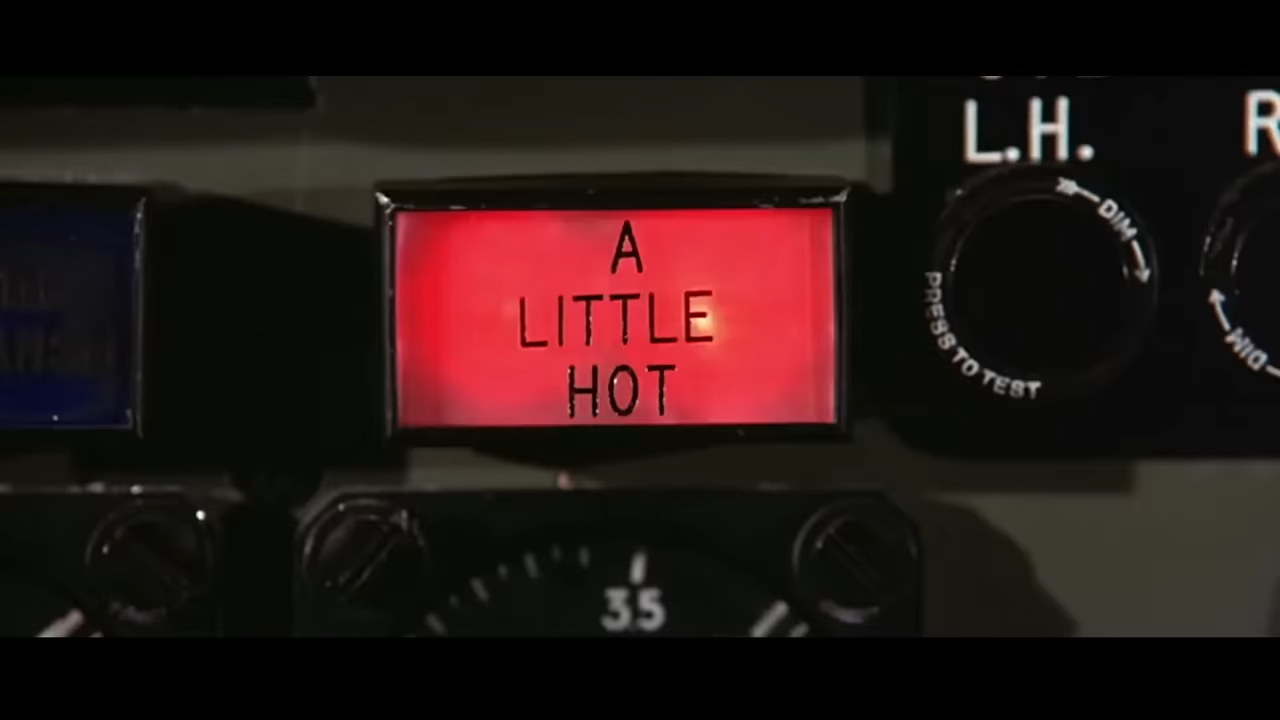 A
LITTLE
HOT
L.H.
R
DIM
PRESS TO TEST
DIM
35